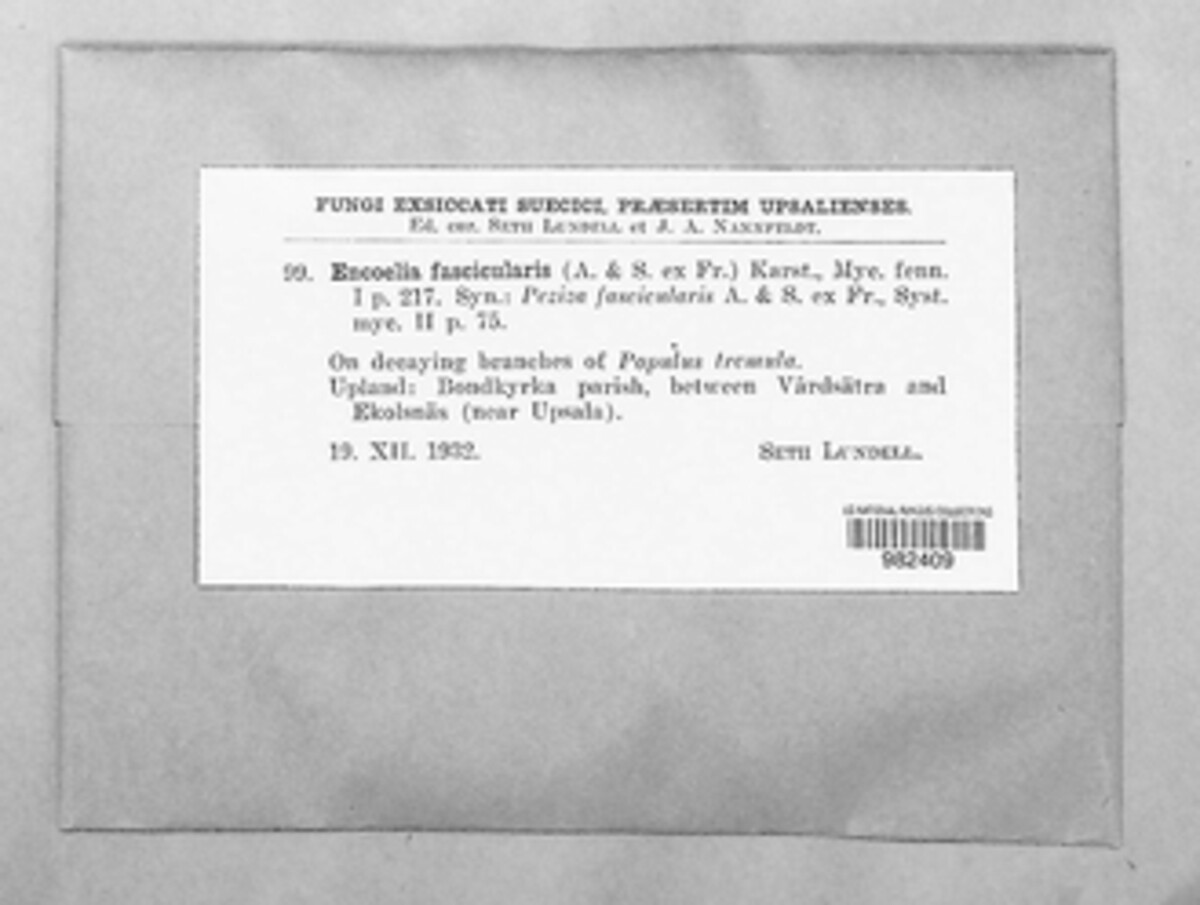 FUNGI EXSICCATI SUECICI, PRÆSERTIM UPSALIENSES.
Ed. cur. SETH LUNDELL et J. A. NANNFELDT.
99. Encoelia fascicularis (A. & S. ex Fr.) Karst., Myc. fenn.
I p. 217. Syn.: Peziza fascicularis A. & S. ex Fr., Syst.
myc. II p. 75.
On decaying branches of Populus tremula.
Upland: Bondkyrka parish, between Vårdsätra and
Ekolsnäs (near Upsala).
19. XII. 1932. SETH LUNDELL.
982409